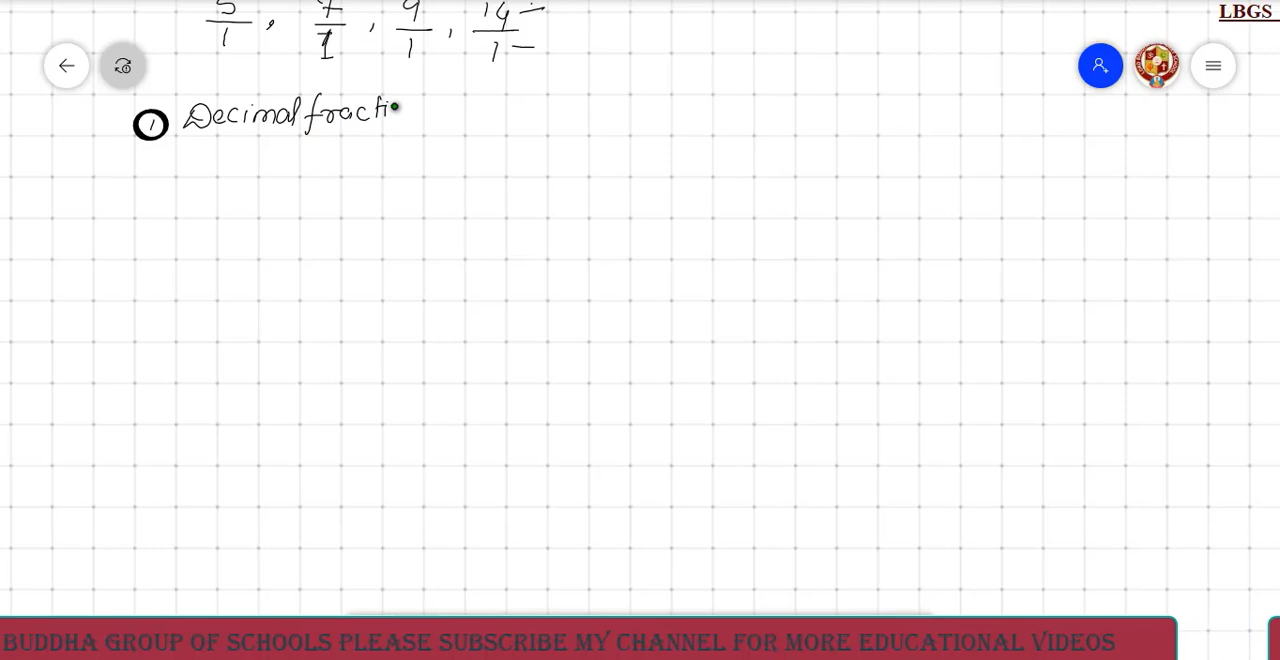 LBGS
5/1, 7/1, 9/1, 14/1
① Decimal fracti
BUDDHA GROUP OF SCHOOLS PLEASE SUBSCRIBE MY CHANNEL FOR MORE EDUCATIONAL VIDEOS